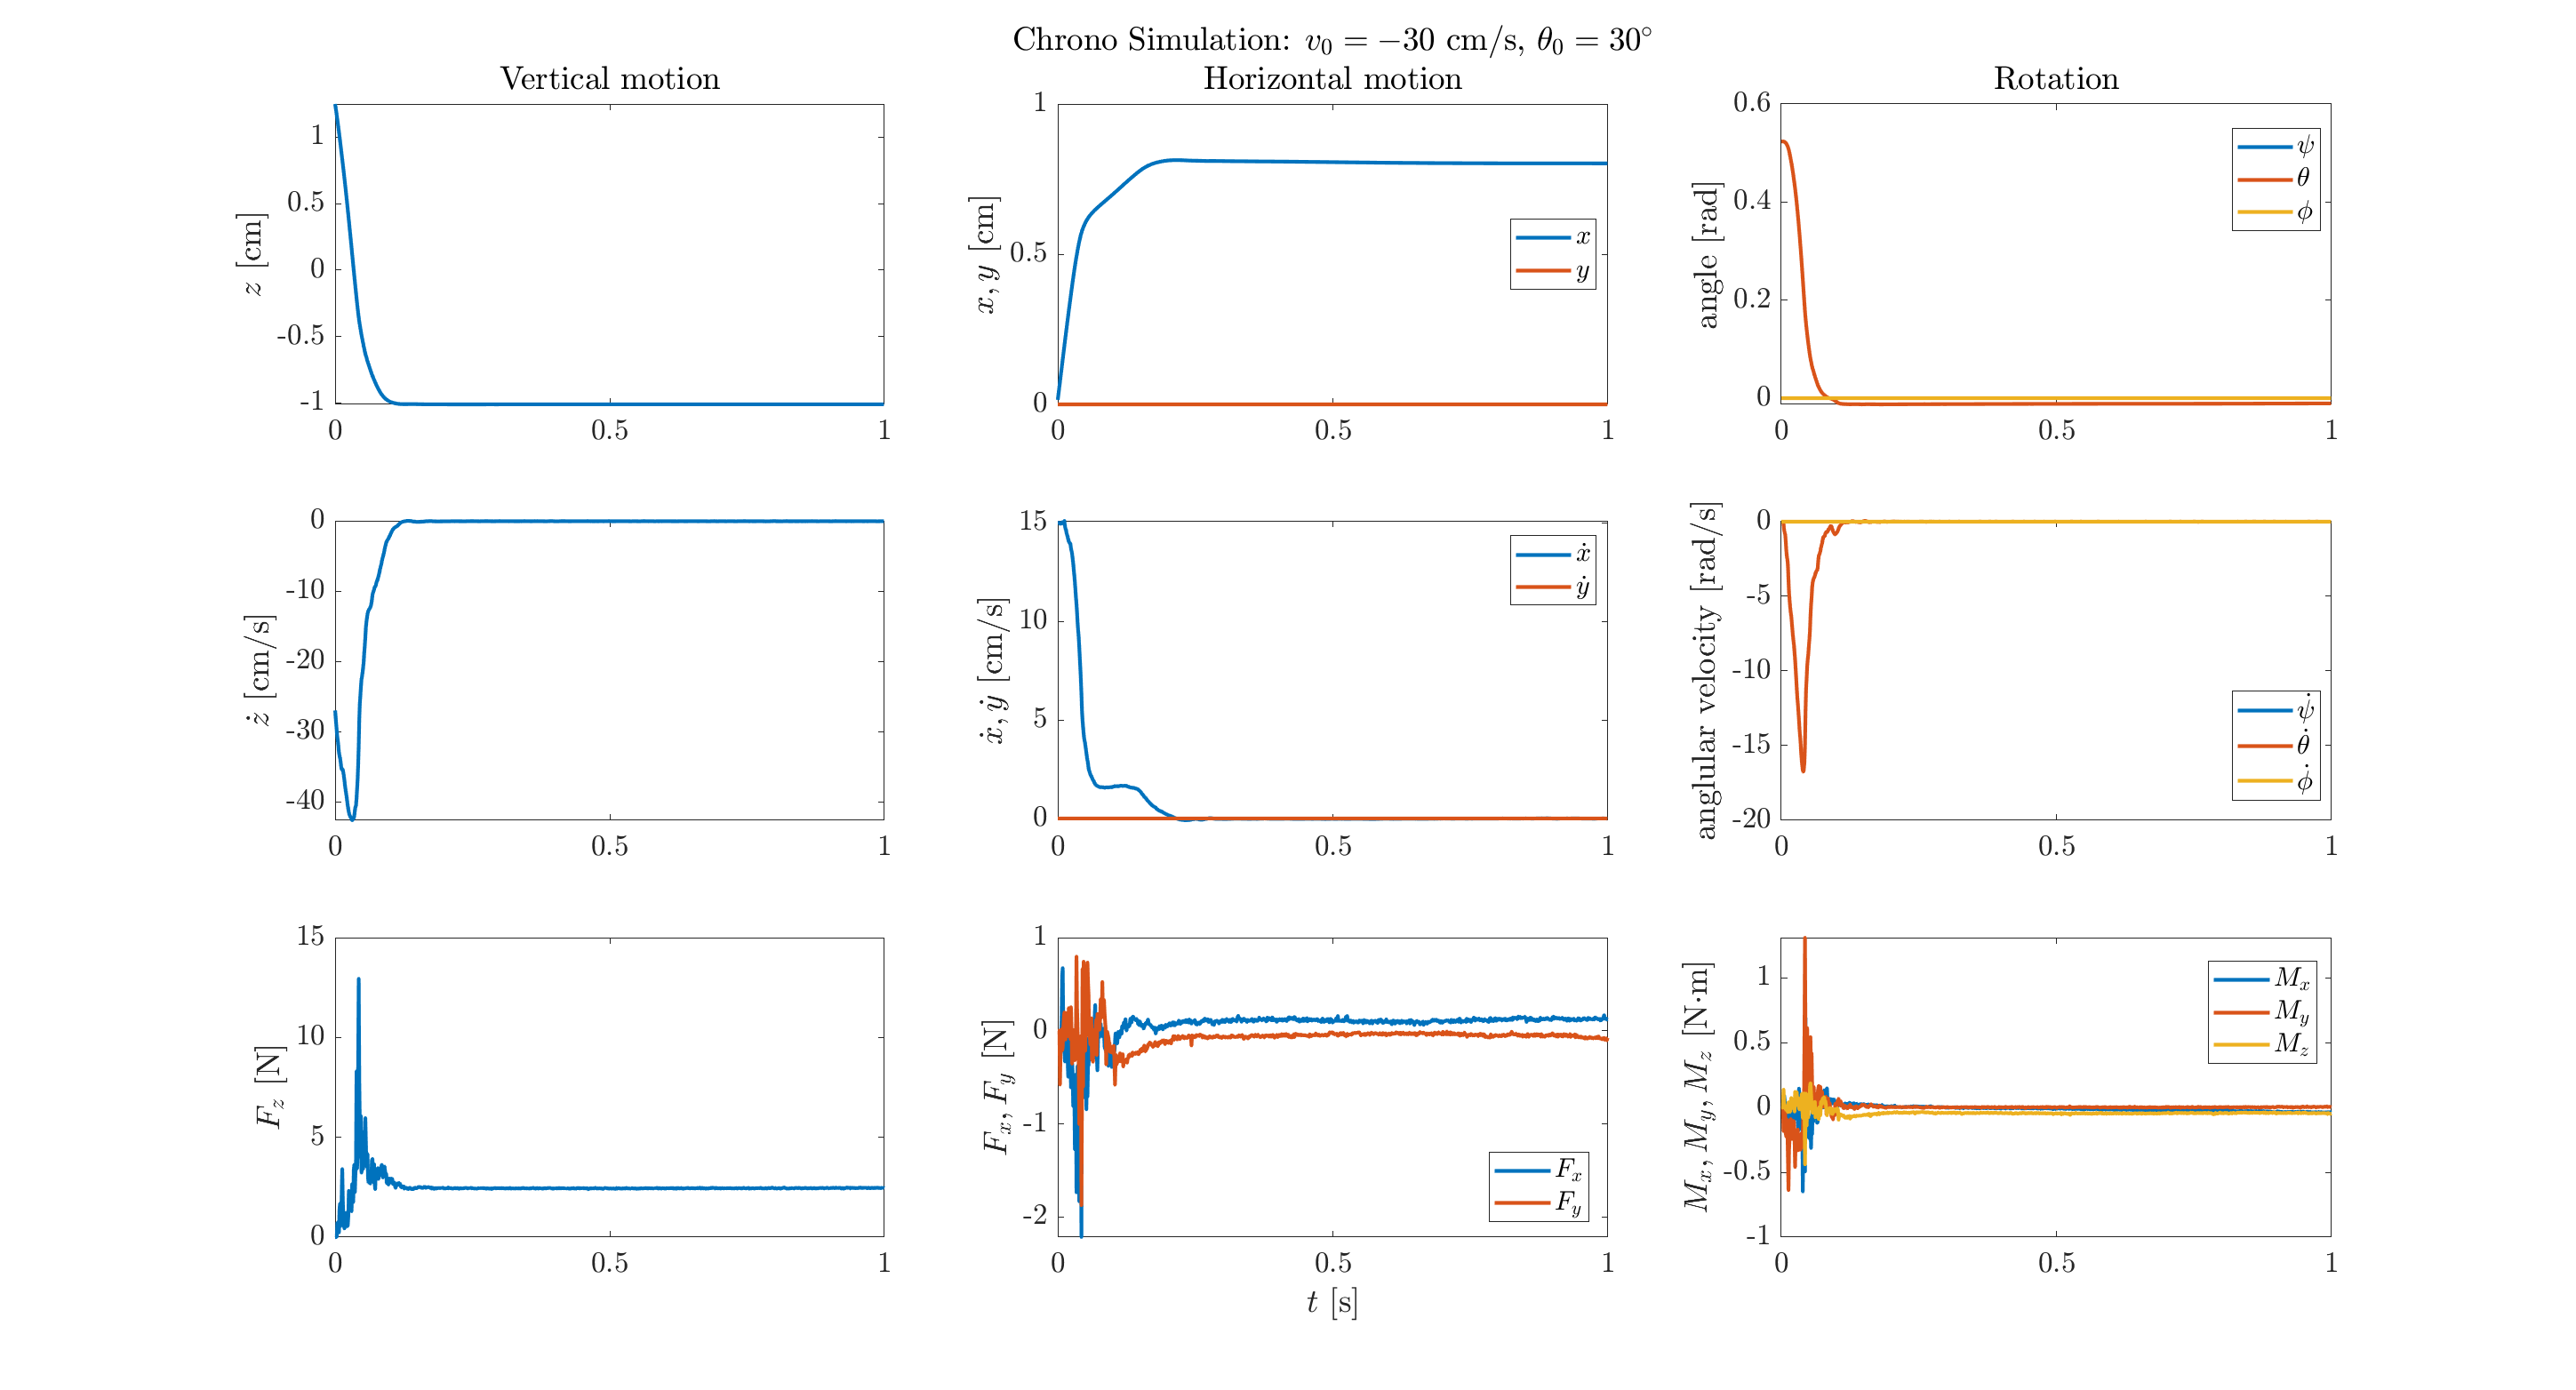 Chrono Simulation: v₀ = −30 cm/s, θ₀ = 30°
Vertical motion
Horizontal motion
Rotation
z [cm]
1
0.5
0
-0.5
-1
0 0.5 1
x, y [cm]
1
0.5
0
0 0.5 1
x
y
angle [rad]
0.6
0.4
0.2
0
0 0.5 1
ψ
θ
ϕ
ż [cm/s]
0
-10
-20
-30
-40
0 0.5 1
ẋ, ẏ [cm/s]
15
10
5
0
0 0.5 1
ẋ
ẏ
anglular velocity [rad/s]
0
-5
-10
-15
-20
0 0.5 1
ψ̇
θ̇
ϕ̇
F_z [N]
15
10
5
0
0 0.5 1
F_x, F_y [N]
1
0
-1
-2
0 0.5 1
F_x
F_y
t [s]
M_x, M_y, M_z [N·m]
1
0.5
0
-0.5
-1
0 0.5 1
M_x
M_y
M_z